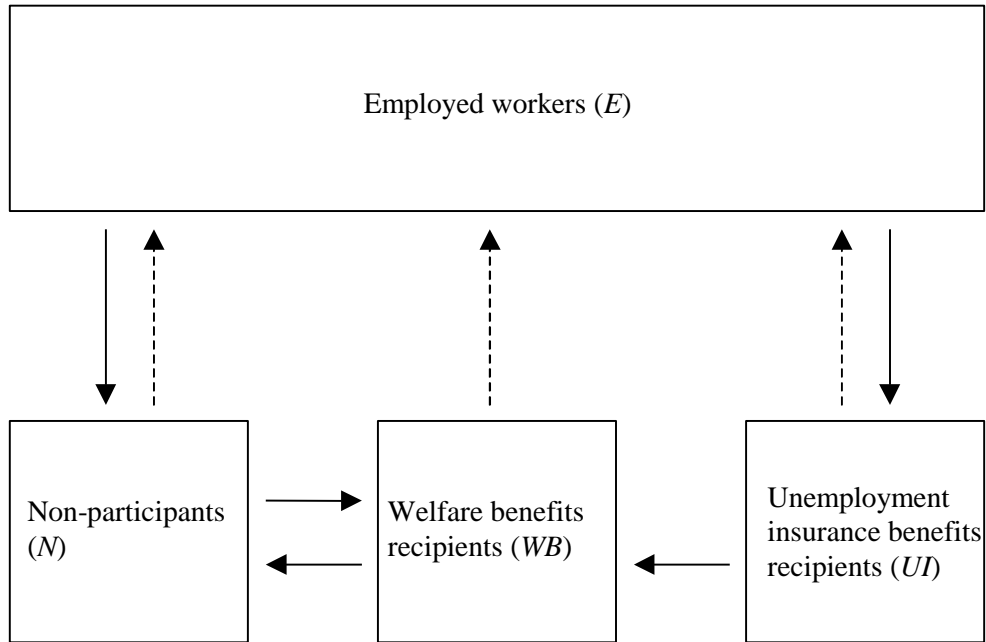 Employed workers (E)
Non-participants
(N)
Welfare benefits
recipients (WB)
Unemployment
insurance benefits
recipients (UI)